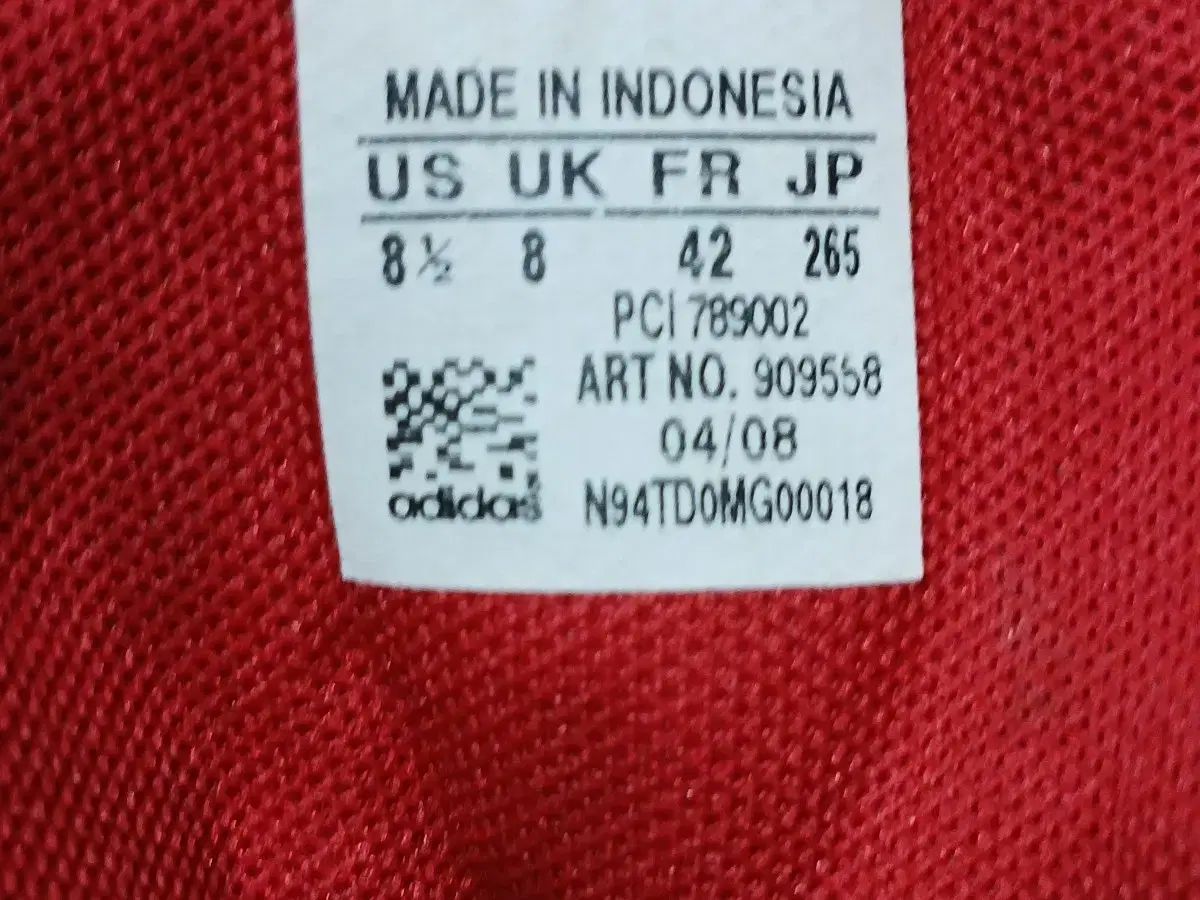 MADE IN INDONESIA
US UK FR JP
8½ 8 42 265
PCI 789002
ART NO. 909558
04/08
adidas N94TD0MG00018